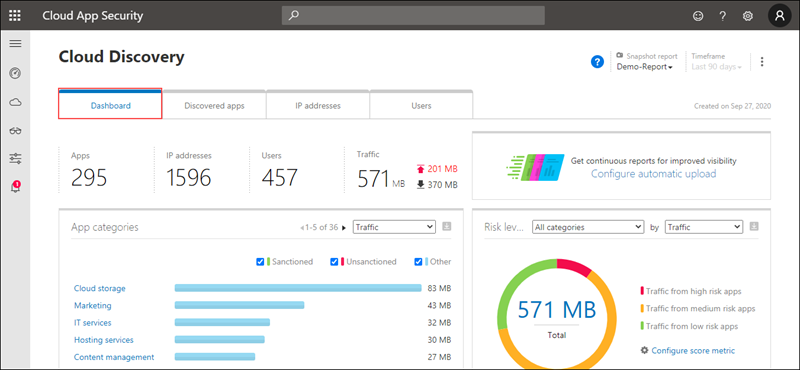 Cloud App Security
Cloud Discovery
Snapshot report
Demo-Report
Timeframe
Last 90 days
Dashboard
Discovered apps
IP addresses
Users
Created on Sep 27, 2020
Apps
295
IP addresses
1596
Users
457
Traffic
571 MB
201 MB
370 MB
Get continuous reports for improved visibility
Configure automatic upload
App categories
1-5 of 36
Traffic
Sanctioned
Unsanctioned
Other
Cloud storage 83 MB
Marketing 43 MB
IT services 32 MB
Hosting services 30 MB
Content management 27 MB
Risk lev...
All categories
by
Traffic
571 MB
Total
Traffic from high risk apps
Traffic from medium risk apps
Traffic from low risk apps
Configure score metric
1